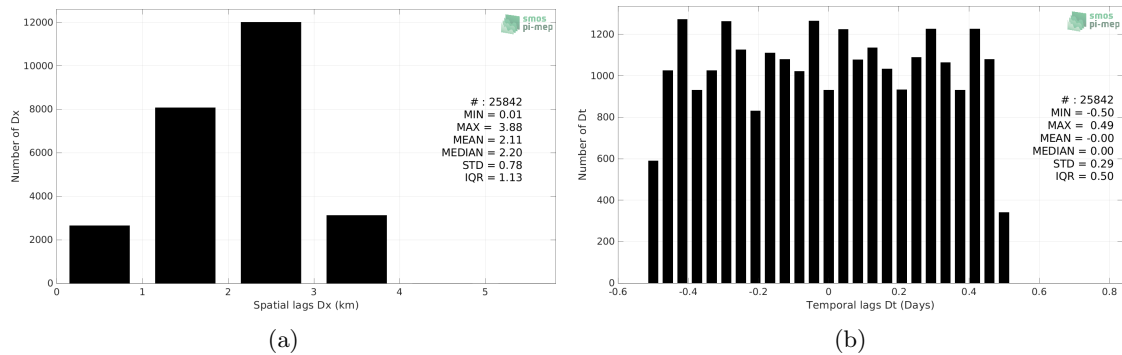 12000
10000
8000
6000
4000
2000
0
0 1 2 3 4 5
Number of Dx
Spatial lags Dx (km)
smos
pi-mep
# : 25842
MIN = 0.01
MAX = 3.88
MEAN = 2.11
MEDIAN = 2.20
STD = 0.78
IQR = 1.13
(a)
1200
1000
800
600
400
200
0
-0.6 -0.4 -0.2 0 0.2 0.4 0.6 0.8
Number of Dt
Temporal lags Dt (Days)
smos
pi-mep
# : 25842
MIN = -0.50
MAX = 0.49
MEAN = -0.00
MEDIAN = 0.00
STD = 0.29
IQR = 0.50
(b)